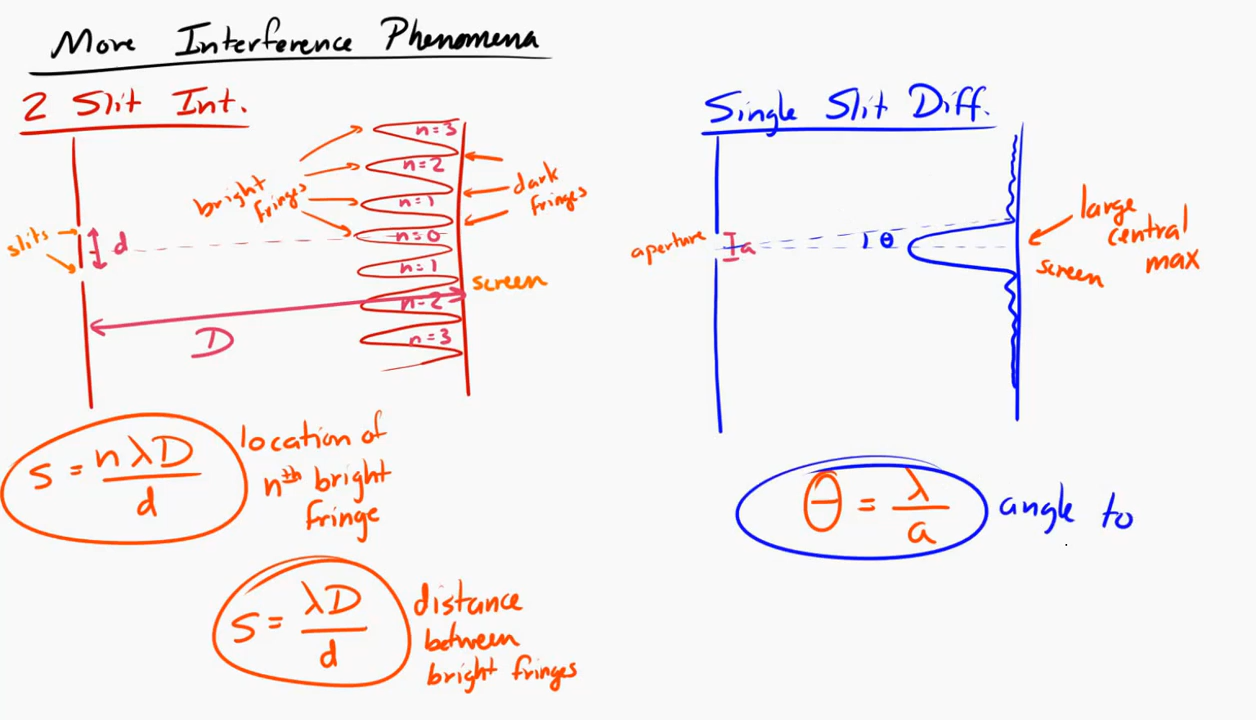 More Interference Phenomena
2 Slit Int.
n=3
n=2
n=1
n=0
n=1
n=2
n=3
bright
fringes
dark
fringes
slits
d
screen
D
s = nλD/d
location of
nth bright
fringe
s = λD/d
distance
between
bright fringes
Single Slit Diff.
aperture
a
θ
large
central
max
screen
θ = λ/a
angle to